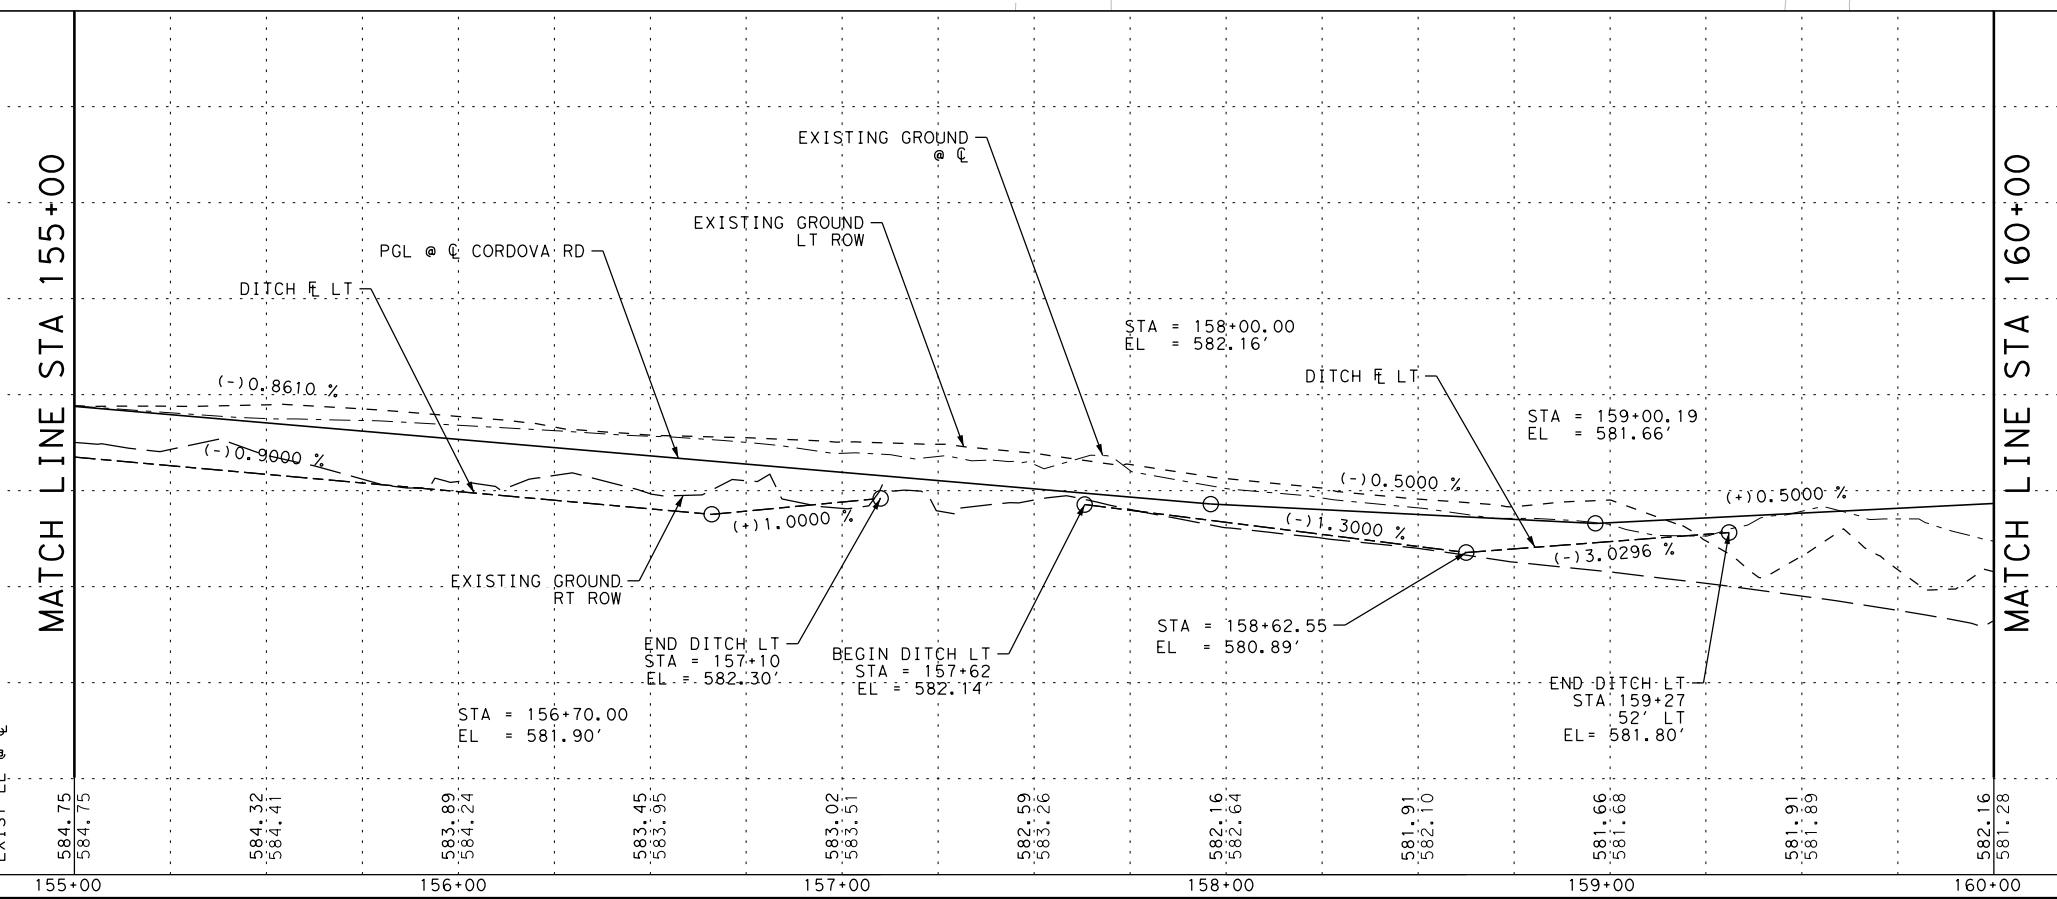 EXISTING GROUND
@ ℄
EXISTING GROUND
LT ROW
PGL @ ℄ CORDOVA RD
DITCH FL LT
STA = 158+00.00
EL = 582.16'
DITCH FL LT
STA = 159+00.19
EL = 581.66'
(-)0.8610 %
(-)0.9000 %
(+)1.0000 %
(-)0.5000 %
(-)1.3000 %
(+)0.5000 %
(-)3.0296 %
EXISTING GROUND
RT ROW
END DITCH LT
STA = 157+10
EL = 582.30'
BEGIN DITCH LT
STA = 157+62
EL = 582.14'
STA = 158+62.55
EL = 580.89'
END DITCH LT
STA 159+27
52' LT
EL= 581.80'
STA = 156+70.00
EL = 581.90'
MATCH LINE STA 155+00
MATCH LINE STA 160+00
EXIST EL @ ℄
584.75
584.75
584.32
584.41
583.89
584.24
583.45
583.95
583.02
583.51
582.59
583.26
582.16
582.64
581.91
582.10
581.66
581.68
581.91
581.89
582.16
581.28
155+00
156+00
157+00
158+00
159+00
160+00